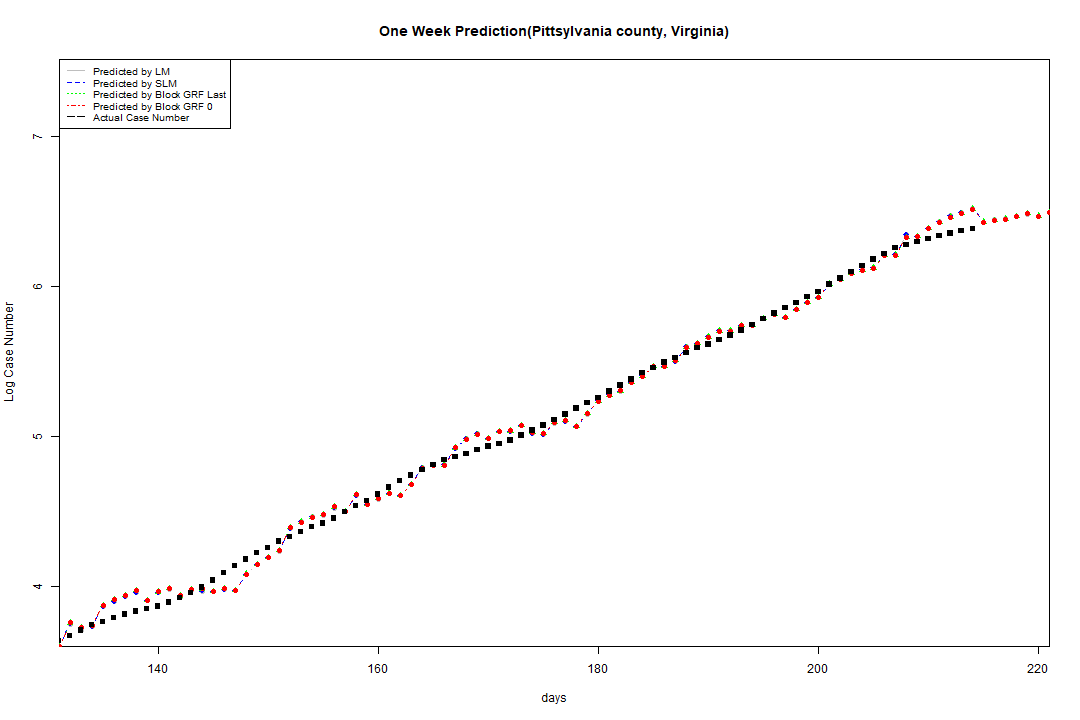 One Week Prediction(Pittsylvania county, Virginia)
Predicted by LM
Predicted by SLM
Predicted by Block GRF Last
Predicted by Block GRF 0
Actual Case Number
7
6
5
4
Log Case Number
140 160 180 200 220
days